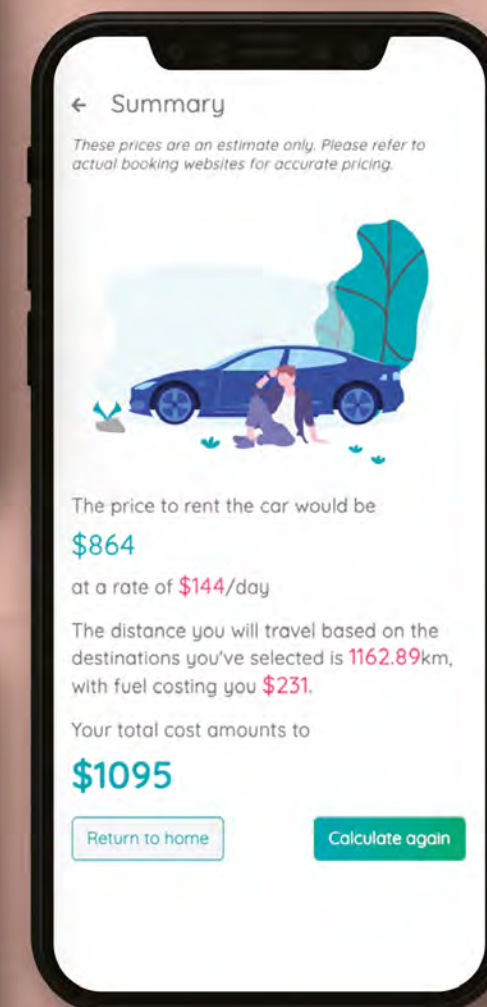 ← Summary
These prices are an estimate only. Please refer to
actual booking websites for accurate pricing.
The price to rent the car would be
$864
at a rate of $144/day
The distance you will travel based on the
destinations you've selected is 1162.89km,
with fuel costing you $231.
Your total cost amounts to
$1095
Return to home
Calculate again